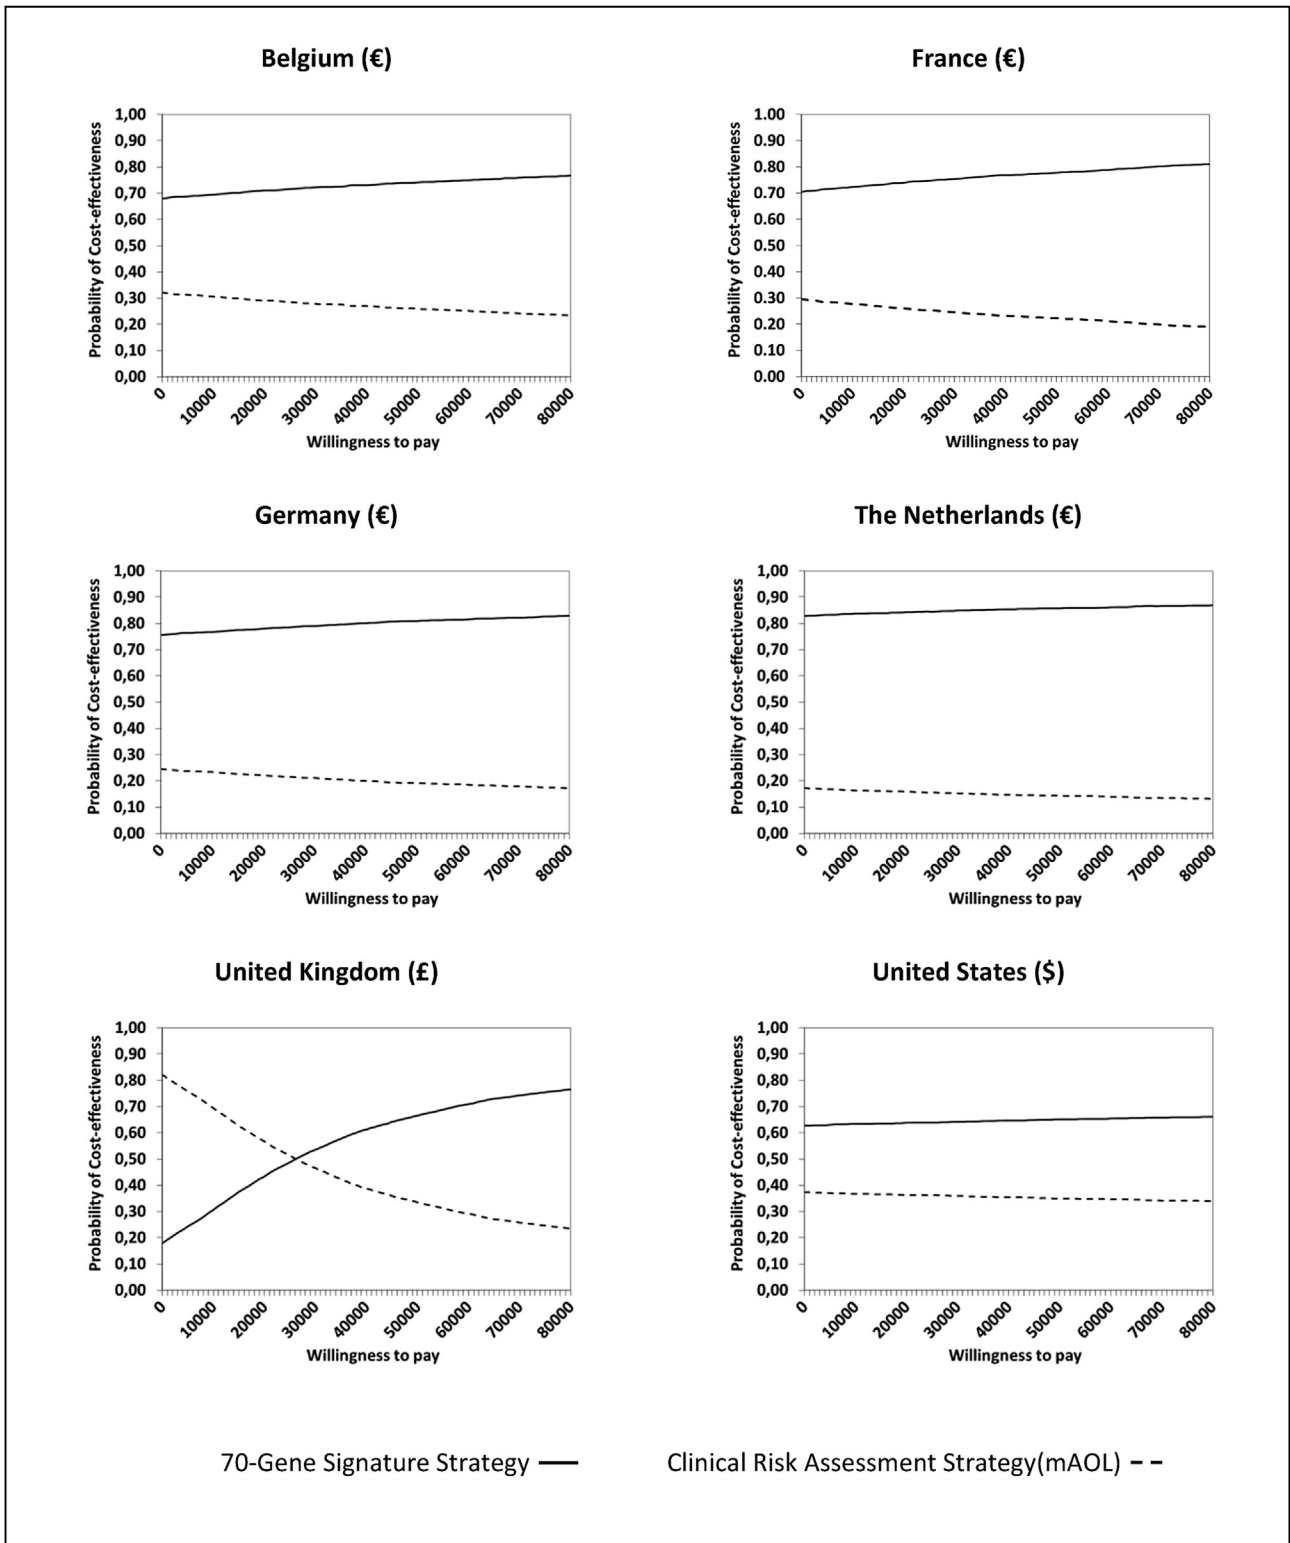 Belgium (€)
Probability of Cost-effectiveness
1,00
0,90
0,80
0,70
0,60
0,50
0,40
0,30
0,20
0,10
0,00
0 10000 20000 30000 40000 50000 60000 70000 80000
Willingness to pay
France (€)
Probability of Cost-effectiveness
1.00
0.90
0.80
0.70
0.60
0.50
0.40
0.30
0.20
0.10
0.00
0 10000 20000 30000 40000 50000 60000 70000 80000
Willingness to pay
Germany (€)
Probability of Cost-effectiveness
1,00
0,90
0,80
0,70
0,60
0,50
0,40
0,30
0,20
0,10
0,00
0 10000 20000 30000 40000 50000 60000 70000 80000
Willingness to pay
The Netherlands (€)
Probability of Cost-effectiveness
1,00
0,90
0,80
0,70
0,60
0,50
0,40
0,30
0,20
0,10
0,00
0 10000 20000 30000 40000 50000 60000 70000 80000
Willingness to pay
United Kingdom (£)
Probability of Cost-effectiveness
1,00
0,90
0,80
0,70
0,60
0,50
0,40
0,30
0,20
0,10
0,00
0 10000 20000 30000 40000 50000 60000 70000 80000
Willingness to pay
United States ($)
Probability of Cost-effectiveness
1,00
0,90
0,80
0,70
0,60
0,50
0,40
0,30
0,20
0,10
0,00
0 10000 20000 30000 40000 50000 60000 70000 80000
Willingness to pay
70-Gene Signature Strategy
Clinical Risk Assessment Strategy(mAOL)